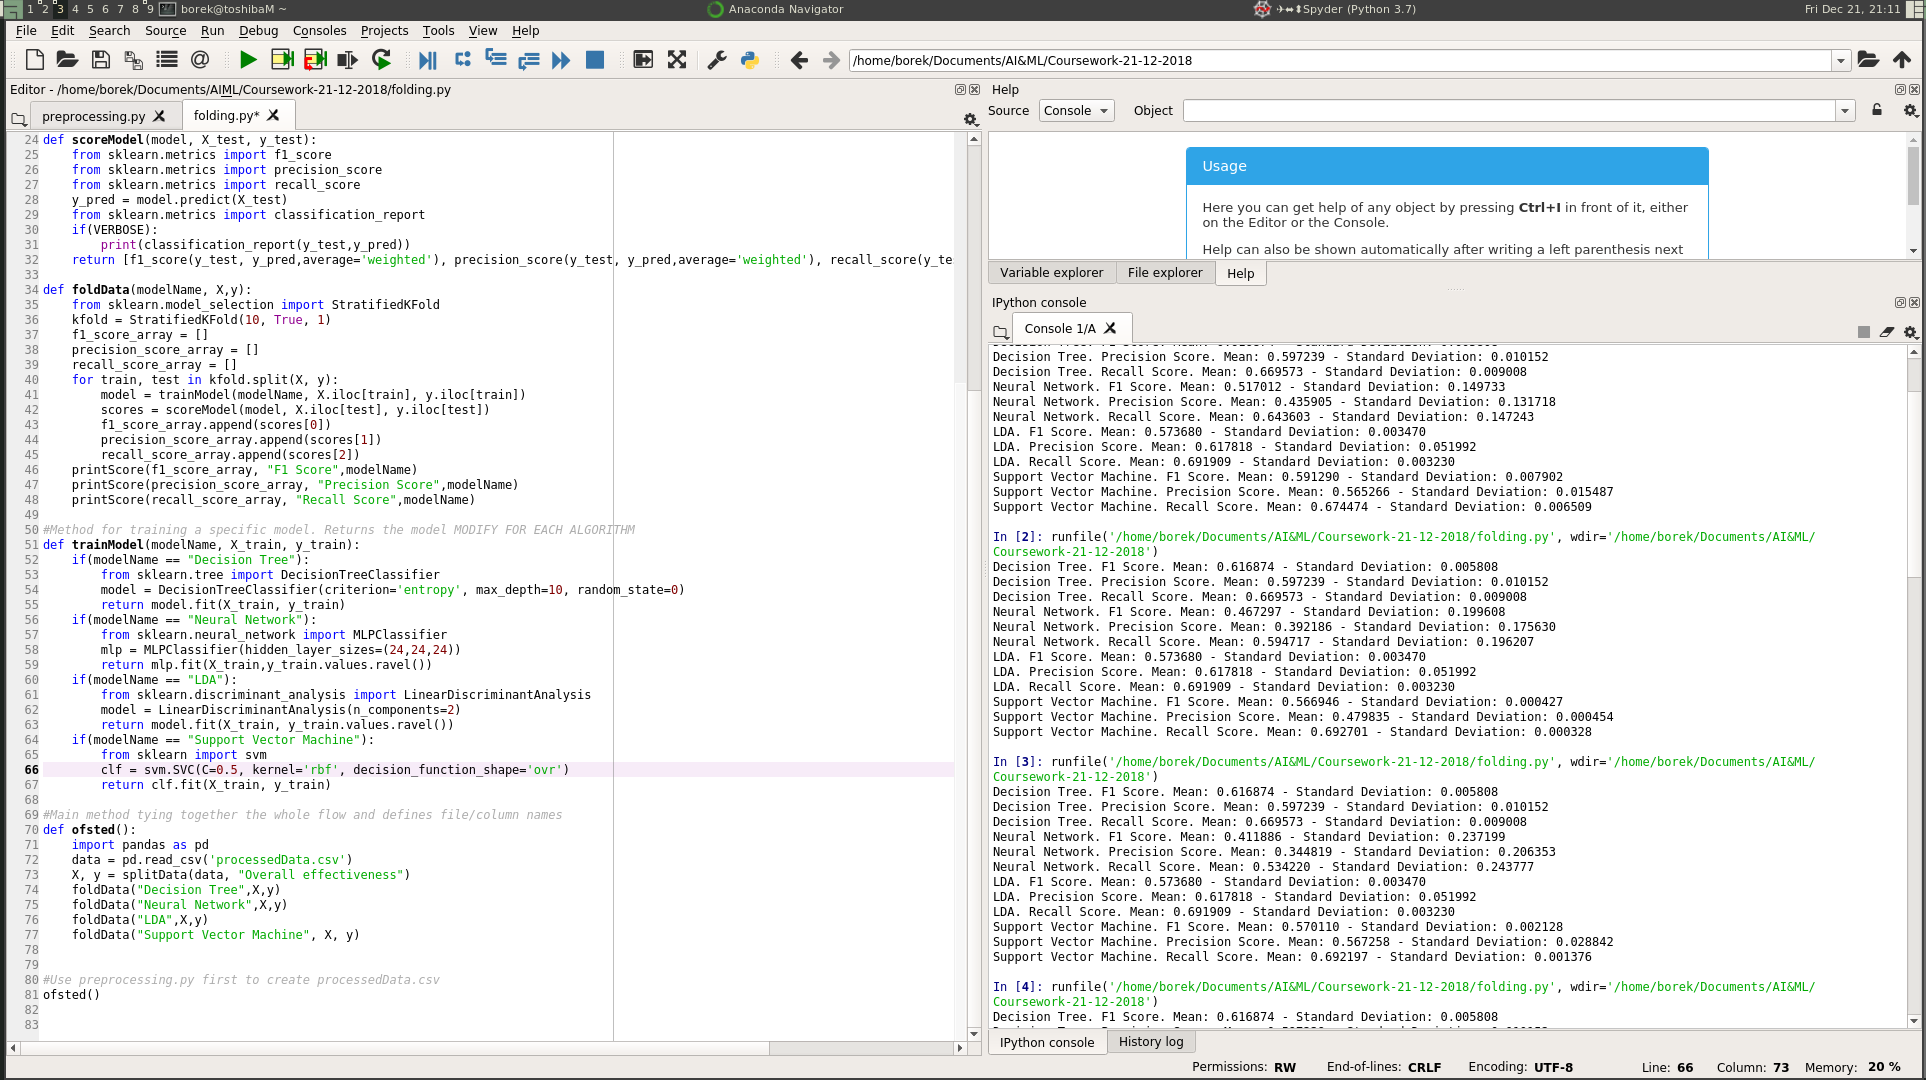 1 2 3 4 5 6 7 8 9 borek@toshibaM ~
Anaconda Navigator
Spyder (Python 3.7)
Fri Dec 21, 21:11
File Edit Search Source Run Debug Consoles Projects Tools View Help
/home/borek/Documents/AI&ML/Coursework-21-12-2018
Editor - /home/borek/Documents/AIML/Coursework-21-12-2018/folding.py
preprocessing.py
folding.py*
24 def scoreModel(model, X_test, y_test):
25     from sklearn.metrics import f1_score
26     from sklearn.metrics import precision_score
27     from sklearn.metrics import recall_score
28     y_pred = model.predict(X_test)
29     from sklearn.metrics import classification_report
30     if(VERBOSE):
31         print(classification_report(y_test,y_pred))
32     return [f1_score(y_test, y_pred,average='weighted'), precision_score(y_test, y_pred,average='weighted'), recall_score(y_te
33
34 def foldData(modelName, X,y):
35     from sklearn.model_selection import StratifiedKFold
36     kfold = StratifiedKFold(10, True, 1)
37     f1_score_array = []
38     precision_score_array = []
39     recall_score_array = []
40     for train, test in kfold.split(X, y):
41         model = trainModel(modelName, X.iloc[train], y.iloc[train])
42         scores = scoreModel(model, X.iloc[test], y.iloc[test])
43         f1_score_array.append(scores[0])
44         precision_score_array.append(scores[1])
45         recall_score_array.append(scores[2])
46     printScore(f1_score_array, "F1 Score",modelName)
47     printScore(precision_score_array, "Precision Score",modelName)
48     printScore(recall_score_array, "Recall Score",modelName)
49
50 #Method for training a specific model. Returns the model MODIFY FOR EACH ALGORITHM
51 def trainModel(modelName, X_train, y_train):
52     if(modelName == "Decision Tree"):
53         from sklearn.tree import DecisionTreeClassifier
54         model = DecisionTreeClassifier(criterion='entropy', max_depth=10, random_state=0)
55         return model.fit(X_train, y_train)
56     if(modelName == "Neural Network"):
57         from sklearn.neural_network import MLPClassifier
58         mlp = MLPClassifier(hidden_layer_sizes=(24,24,24))
59         return mlp.fit(X_train,y_train.values.ravel())
60     if(modelName == "LDA"):
61         from sklearn.discriminant_analysis import LinearDiscriminantAnalysis
62         model = LinearDiscriminantAnalysis(n_components=2)
63         return model.fit(X_train, y_train.values.ravel())
64     if(modelName == "Support Vector Machine"):
65         from sklearn import svm
66         clf = svm.SVC(C=0.5, kernel='rbf', decision_function_shape='ovr')
67         return clf.fit(X_train, y_train)
68
69 #Main method tying together the whole flow and defines file/column names
70 def ofsted():
71     import pandas as pd
72     data = pd.read_csv('processedData.csv')
73     X, y = splitData(data, "Overall effectiveness")
74     foldData("Decision Tree",X,y)
75     foldData("Neural Network",X,y)
76     foldData("LDA",X,y)
77     foldData("Support Vector Machine", X, y)
78
79
80 #Use preprocessing.py first to create processedData.csv
81 ofsted()
82
83
Help
Source Console Object
Usage
Here you can get help of any object by pressing Ctrl+I in front of it, either
on the Editor or the Console.
Help can also be shown automatically after writing a left parenthesis next
Variable explorer File explorer Help
IPython console
Console 1/A
Decision Tree. Precision Score. Mean: 0.597239 - Standard Deviation: 0.010152
Decision Tree. Recall Score. Mean: 0.669573 - Standard Deviation: 0.009008
Neural Network. F1 Score. Mean: 0.517012 - Standard Deviation: 0.149733
Neural Network. Precision Score. Mean: 0.435905 - Standard Deviation: 0.131718
Neural Network. Recall Score. Mean: 0.643603 - Standard Deviation: 0.147243
LDA. F1 Score. Mean: 0.573680 - Standard Deviation: 0.003470
LDA. Precision Score. Mean: 0.617818 - Standard Deviation: 0.051992
LDA. Recall Score. Mean: 0.691909 - Standard Deviation: 0.003230
Support Vector Machine. F1 Score. Mean: 0.591290 - Standard Deviation: 0.007902
Support Vector Machine. Precision Score. Mean: 0.565266 - Standard Deviation: 0.015487
Support Vector Machine. Recall Score. Mean: 0.674474 - Standard Deviation: 0.006509
In [2]: runfile('/home/borek/Documents/AI&ML/Coursework-21-12-2018/folding.py', wdir='/home/borek/Documents/AI&ML/
Coursework-21-12-2018')
Decision Tree. F1 Score. Mean: 0.616874 - Standard Deviation: 0.005808
Decision Tree. Precision Score. Mean: 0.597239 - Standard Deviation: 0.010152
Decision Tree. Recall Score. Mean: 0.669573 - Standard Deviation: 0.009008
Neural Network. F1 Score. Mean: 0.467297 - Standard Deviation: 0.199608
Neural Network. Precision Score. Mean: 0.392186 - Standard Deviation: 0.175630
Neural Network. Recall Score. Mean: 0.594717 - Standard Deviation: 0.196207
LDA. F1 Score. Mean: 0.573680 - Standard Deviation: 0.003470
LDA. Precision Score. Mean: 0.617818 - Standard Deviation: 0.051992
LDA. Recall Score. Mean: 0.691909 - Standard Deviation: 0.003230
Support Vector Machine. F1 Score. Mean: 0.566946 - Standard Deviation: 0.000427
Support Vector Machine. Precision Score. Mean: 0.479835 - Standard Deviation: 0.000454
Support Vector Machine. Recall Score. Mean: 0.692701 - Standard Deviation: 0.000328
In [3]: runfile('/home/borek/Documents/AI&ML/Coursework-21-12-2018/folding.py', wdir='/home/borek/Documents/AI&ML/
Coursework-21-12-2018')
Decision Tree. F1 Score. Mean: 0.616874 - Standard Deviation: 0.005808
Decision Tree. Precision Score. Mean: 0.597239 - Standard Deviation: 0.010152
Decision Tree. Recall Score. Mean: 0.669573 - Standard Deviation: 0.009008
Neural Network. F1 Score. Mean: 0.411886 - Standard Deviation: 0.237199
Neural Network. Precision Score. Mean: 0.344819 - Standard Deviation: 0.206353
Neural Network. Recall Score. Mean: 0.534220 - Standard Deviation: 0.243777
LDA. F1 Score. Mean: 0.573680 - Standard Deviation: 0.003470
LDA. Precision Score. Mean: 0.617818 - Standard Deviation: 0.051992
LDA. Recall Score. Mean: 0.691909 - Standard Deviation: 0.003230
Support Vector Machine. F1 Score. Mean: 0.570110 - Standard Deviation: 0.002128
Support Vector Machine. Precision Score. Mean: 0.567258 - Standard Deviation: 0.028842
Support Vector Machine. Recall Score. Mean: 0.692197 - Standard Deviation: 0.001376
In [4]: runfile('/home/borek/Documents/AI&ML/Coursework-21-12-2018/folding.py', wdir='/home/borek/Documents/AI&ML/
Coursework-21-12-2018')
Decision Tree. F1 Score. Mean: 0.616874 - Standard Deviation: 0.005808
IPython console History log
Permissions: RW End-of-lines: CRLF Encoding: UTF-8 Line: 66 Column: 73 Memory: 20 %